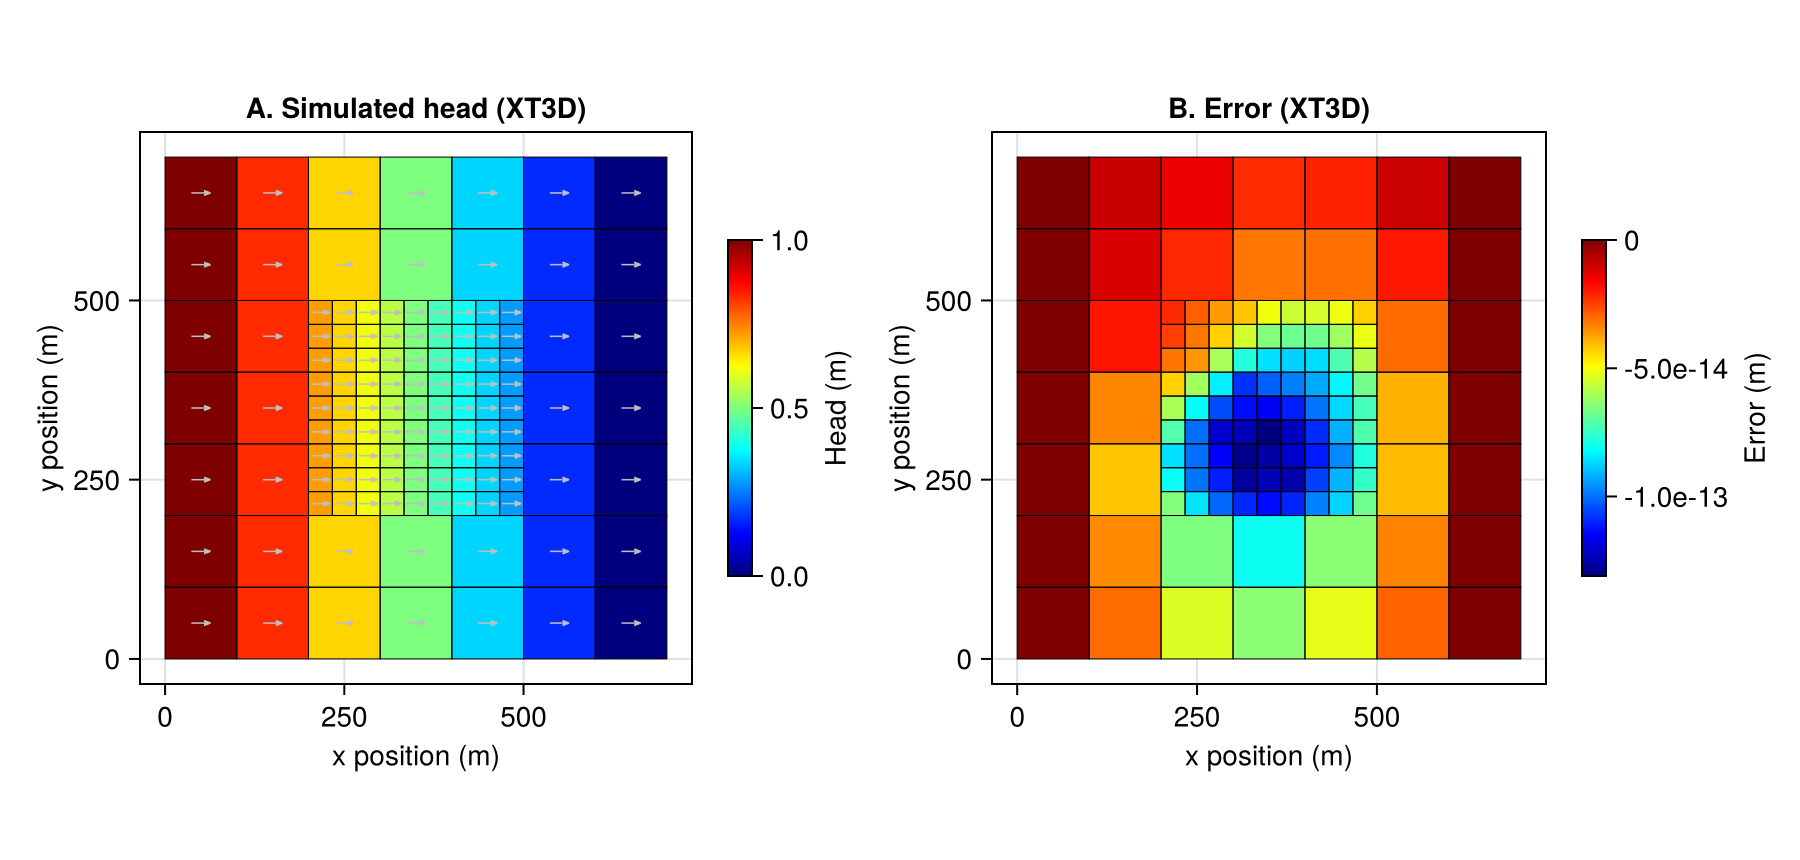 A. Simulated head (XT3D)
y position (m)
500
250
0
0
250
500
x position (m)
1.0
0.5
0.0
Head (m)
B. Error (XT3D)
y position (m)
500
250
0
0
250
500
x position (m)
0
-5.0e-14
-1.0e-13
Error (m)